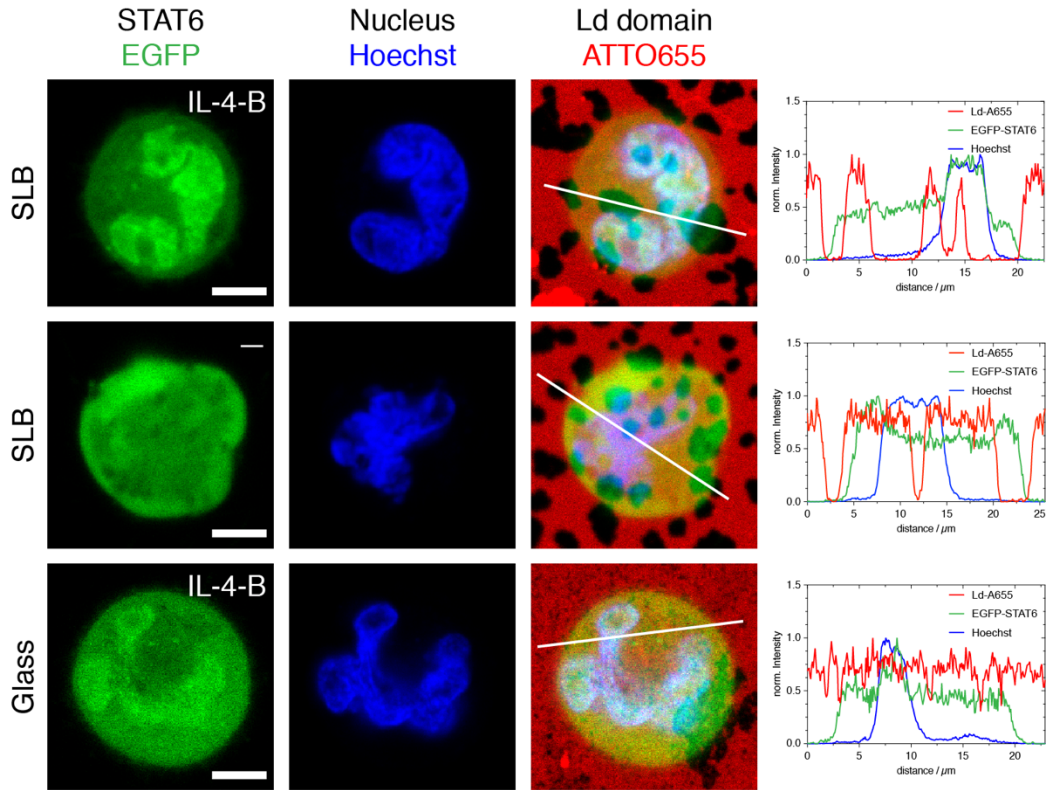 STAT6 Nucleus Ld domain
EGFP Hoechst ATTO655
SLB
IL-4-B
1.5
1.0
0.5
0.0
norm. Intensity
Ld-A655
EGFP-STAT6
Hoechst
0 5 10 15 20
distance / µm
SLB
–
1.5
1.0
0.5
0.0
norm. Intensity
Ld-A655
EGFP-STAT6
Hoechst
0 5 10 15 20 25
distance / µm
Glass
IL-4-B
1.5
1.0
0.5
0.0
norm. Intensity
Ld-A655
EGFP-STAT6
Hoechst
0 5 10 15 20
distance / µm